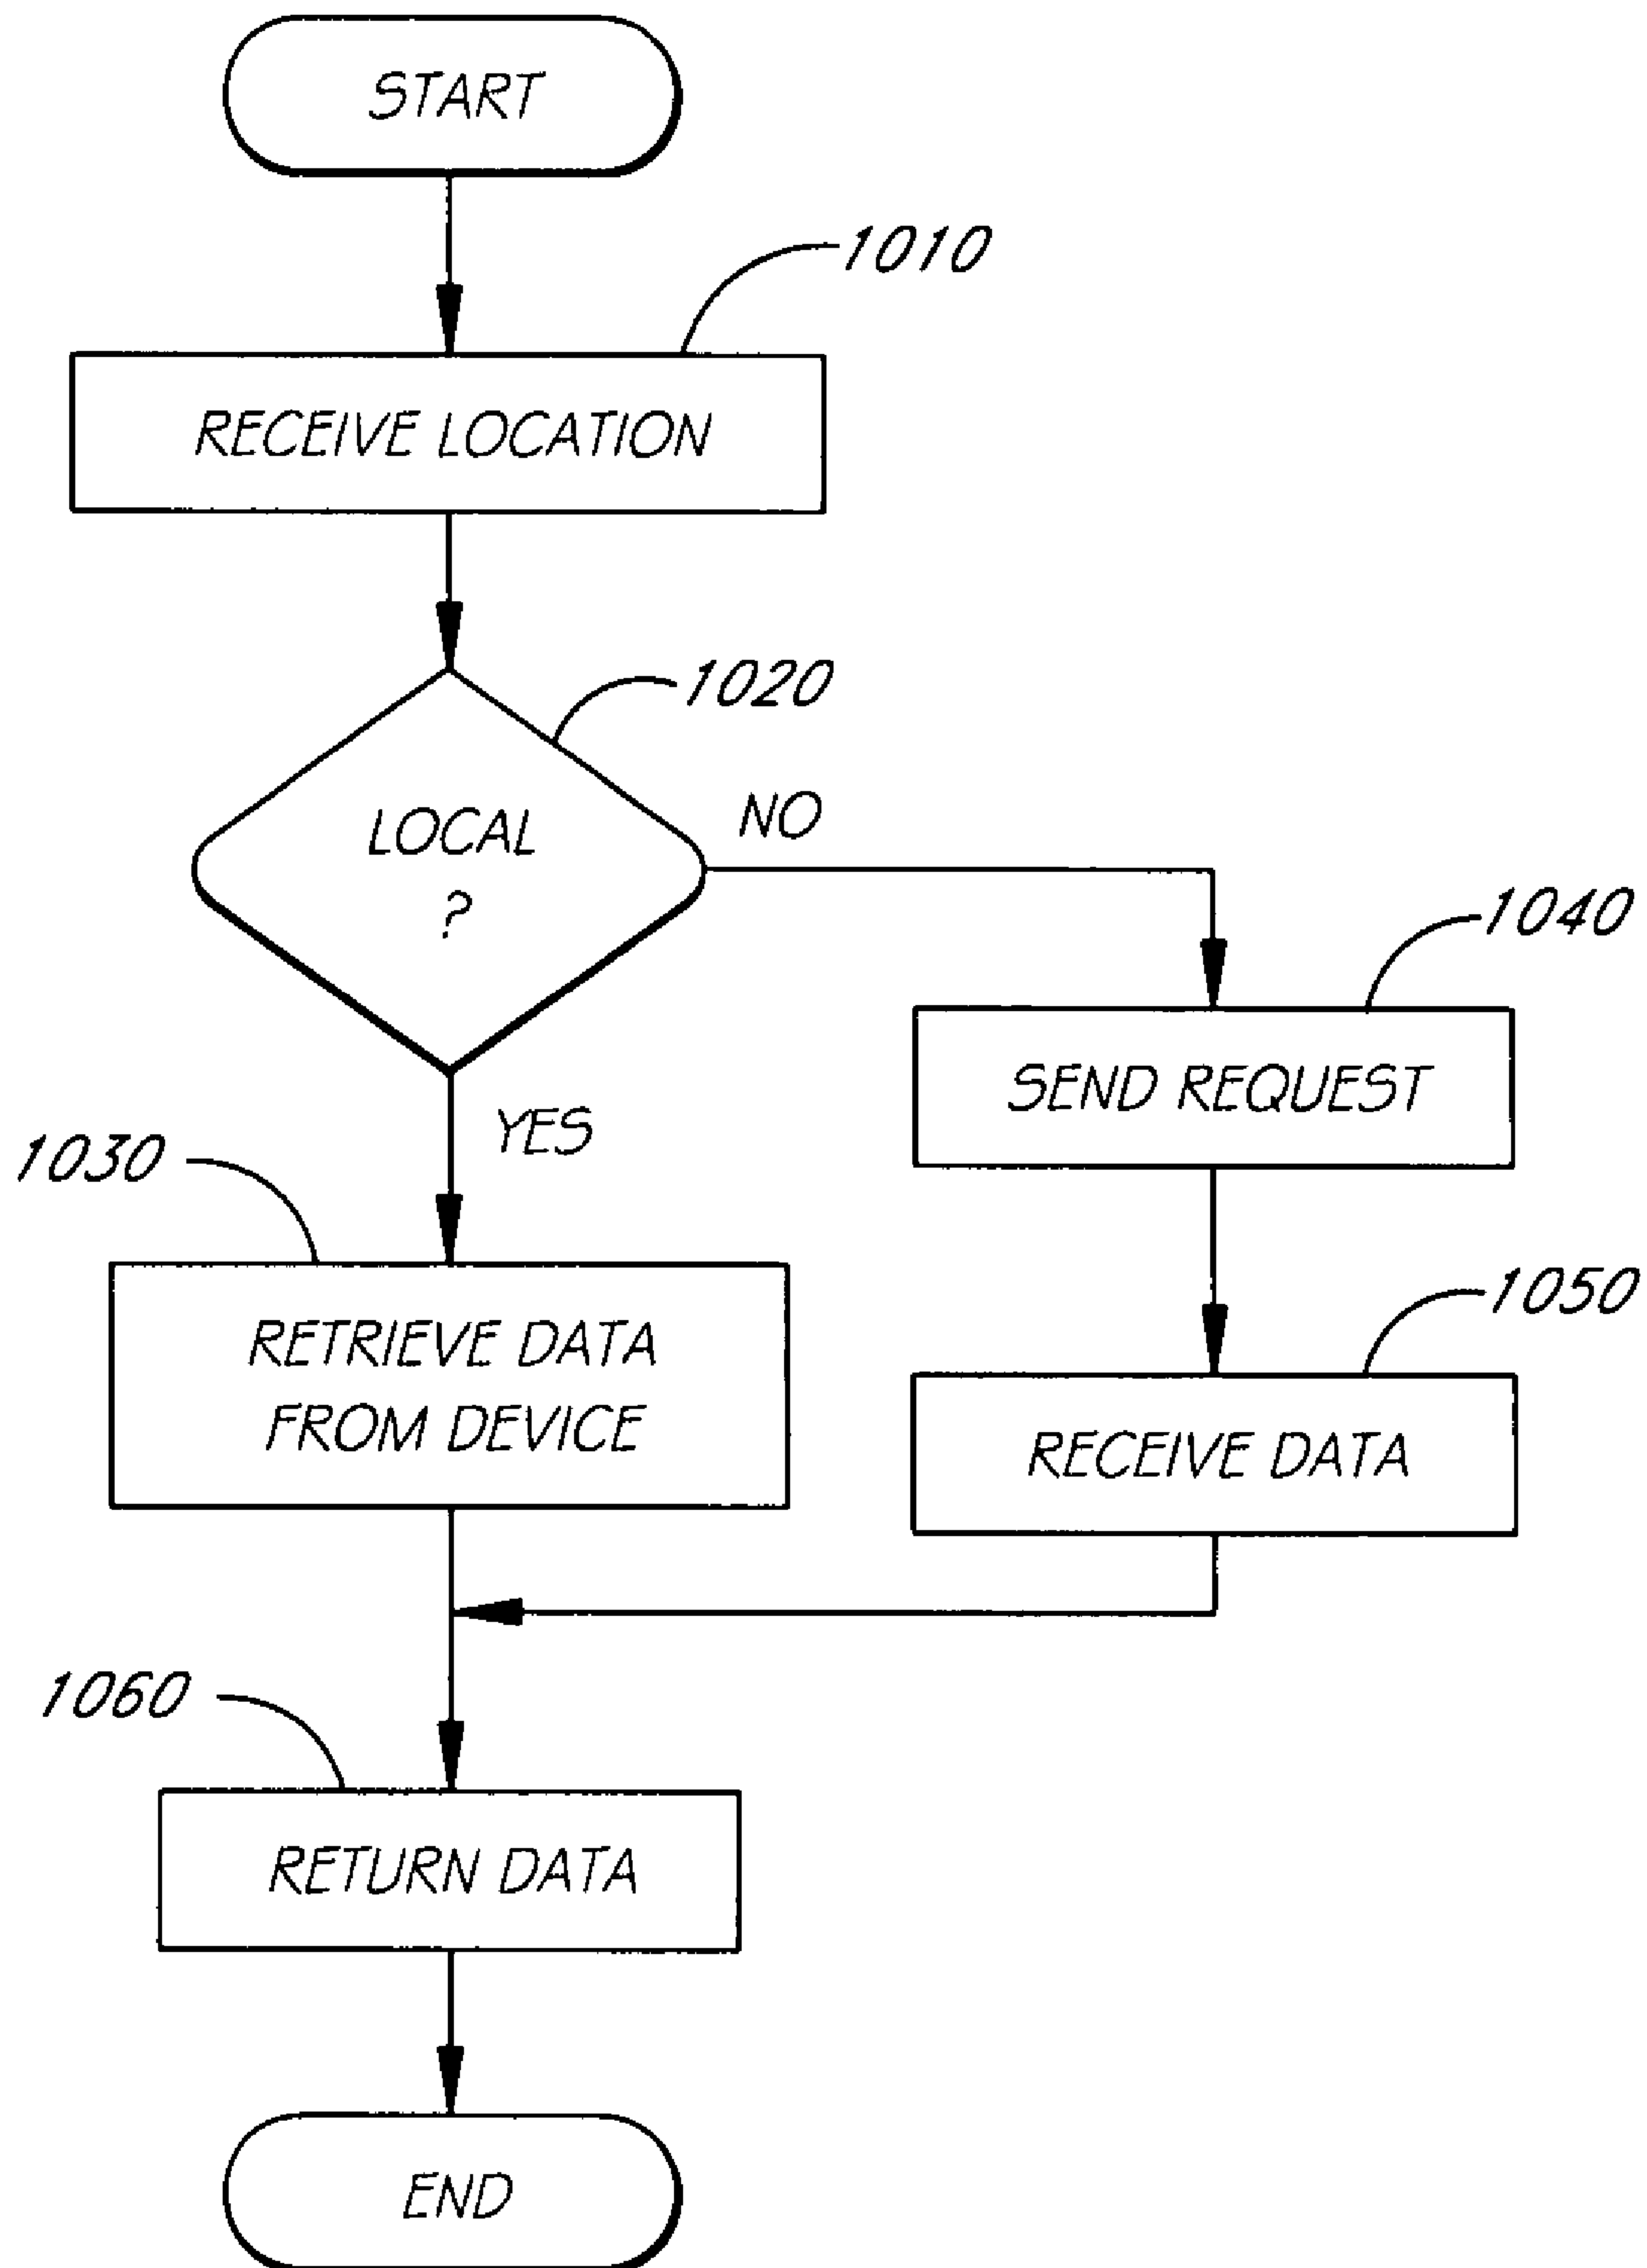 START
1010
RECEIVE LOCATION
1020
LOCAL
?
NO
1040
SEND REQUEST
YES
1030
RETRIEVE DATA
FROM DEVICE
1050
RECEIVE DATA
1060
RETURN DATA
END